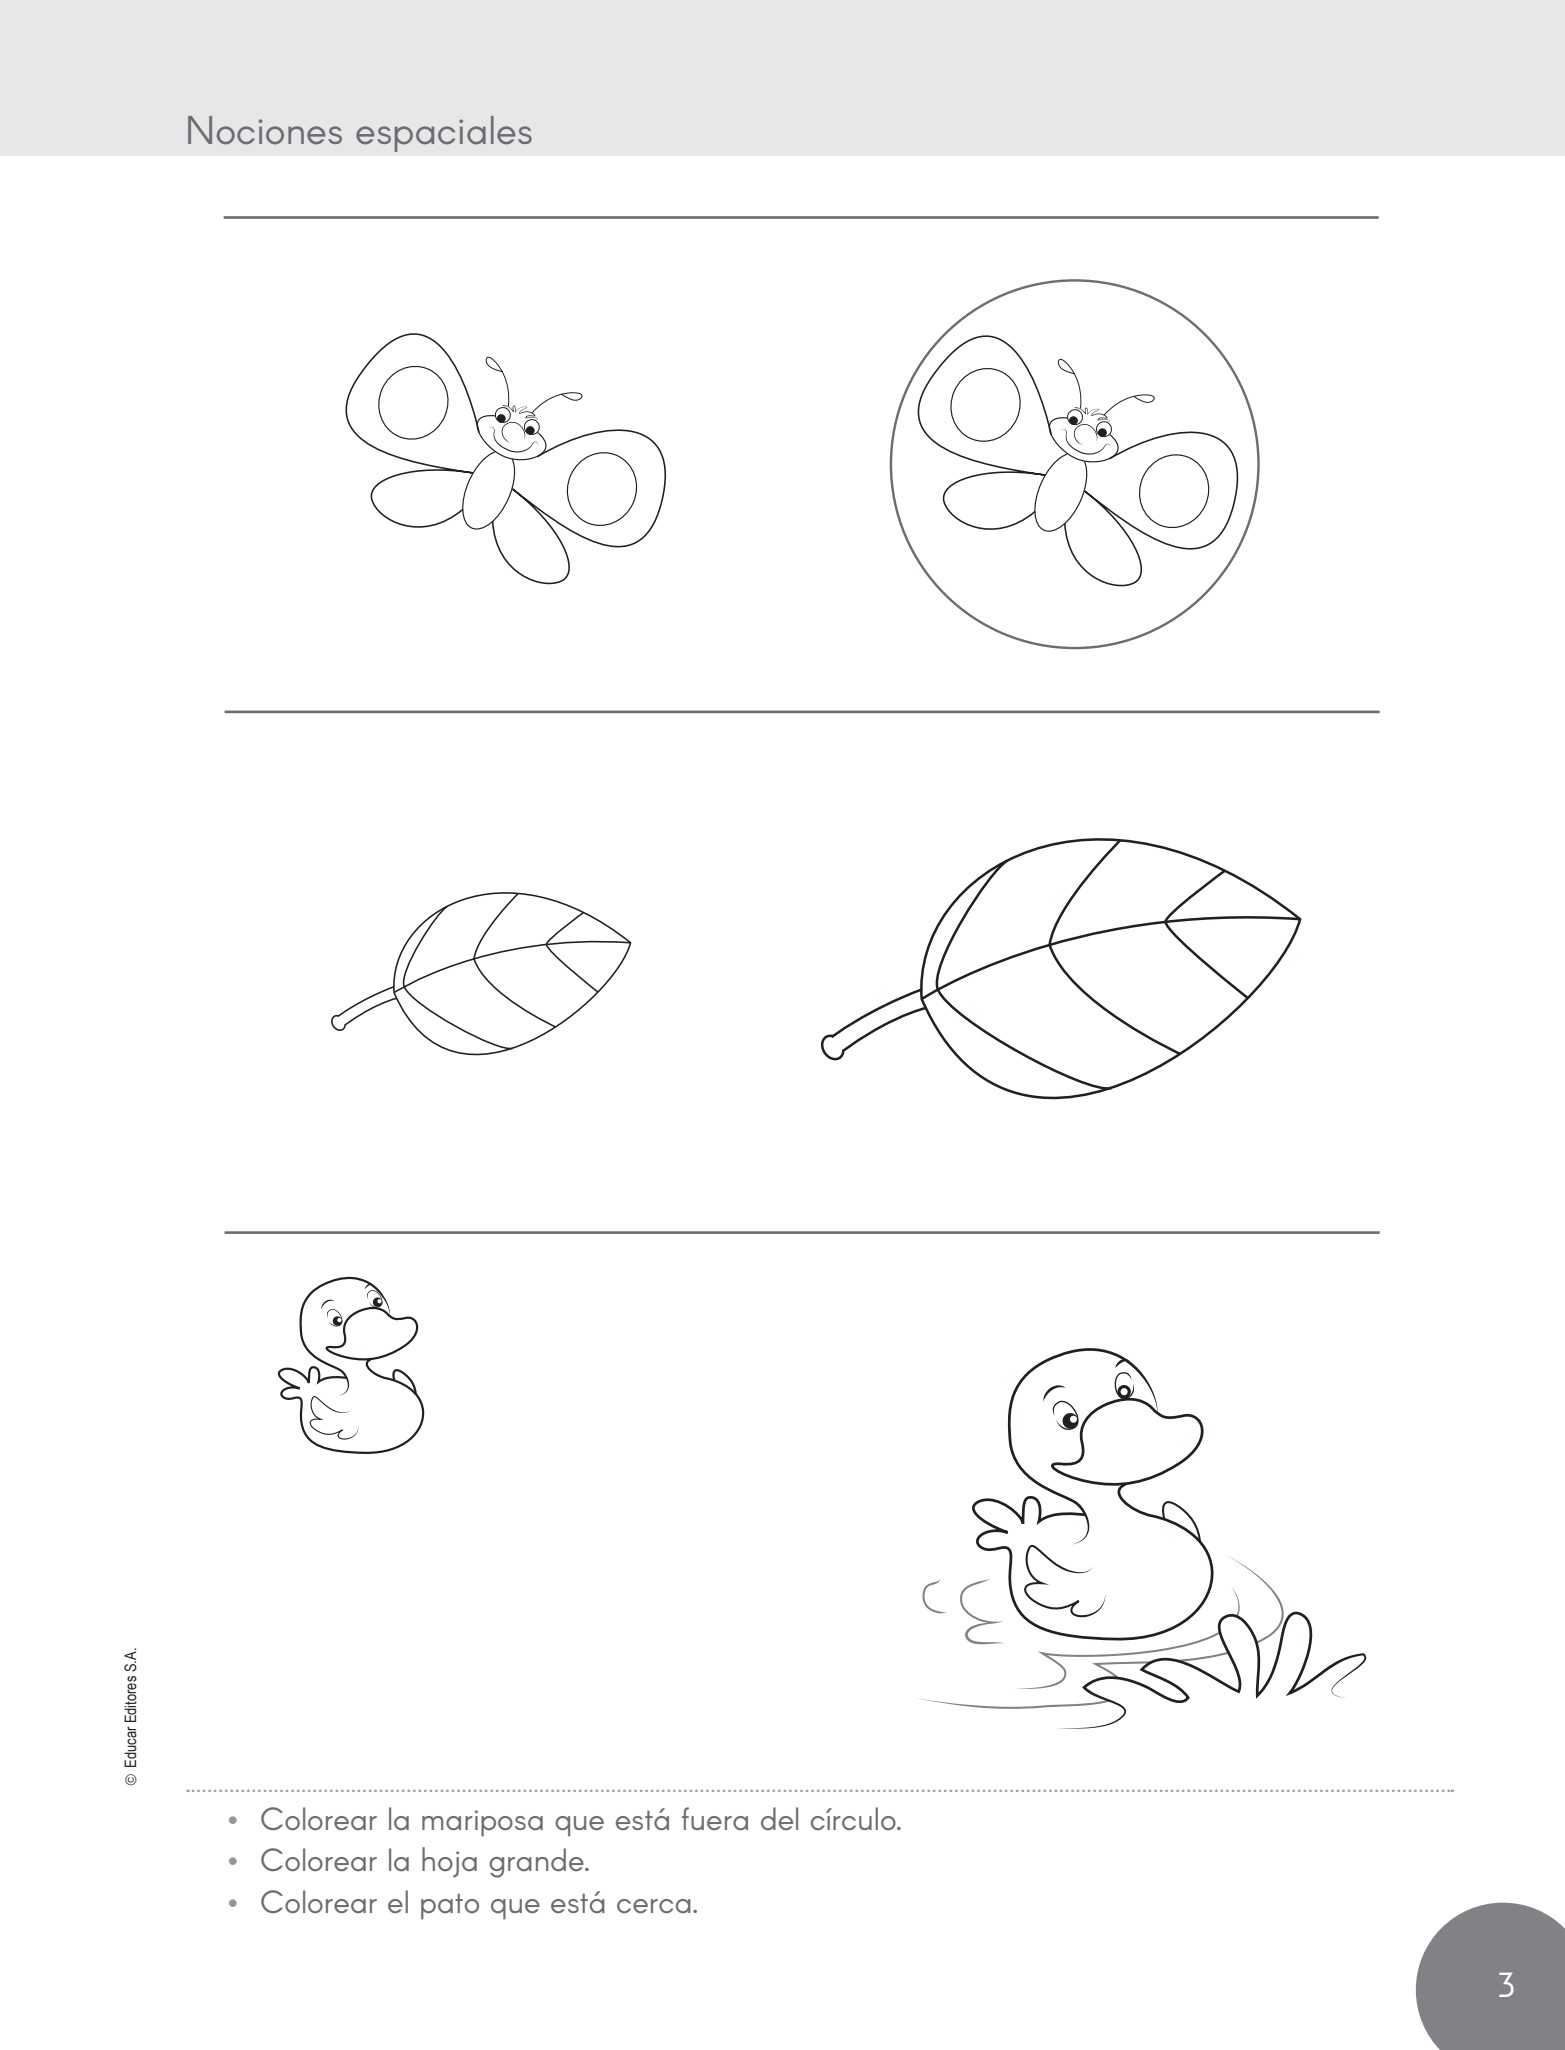 Nociones espaciales
© Educar Editores S.A.
• Colorear la mariposa que está fuera del círculo.
• Colorear la hoja grande.
• Colorear el pato que está cerca.
3